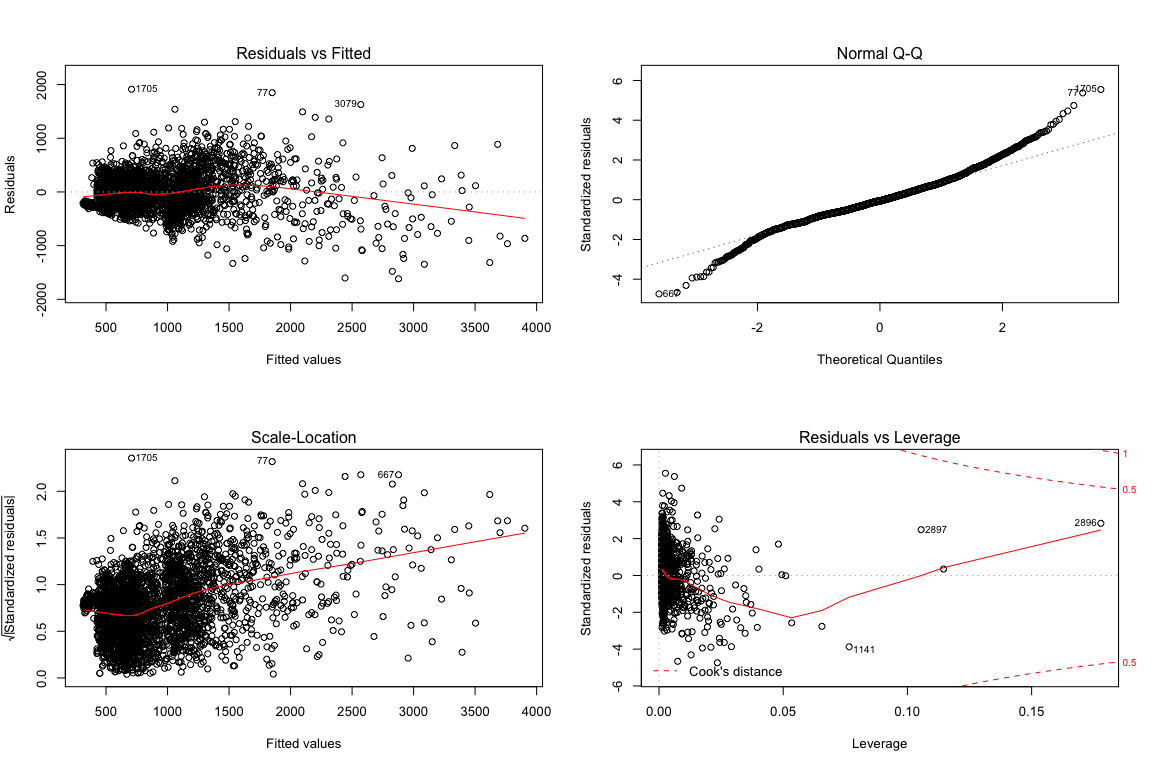 Residuals vs Fitted
2000
1000
0
-1000
-2000
Residuals
1705
77
3079
500 1000 1500 2000 2500 3000 3500 4000
Fitted values
Normal Q-Q
6
4
2
0
-2
-4
Standardized residuals
1705
77
667
-2 0 2
Theoretical Quantiles
Scale-Location
2.0
1.5
1.0
0.5
0.0
√|Standardized residuals|
1705
77
667
500 1000 1500 2000 2500 3000 3500 4000
Fitted values
Residuals vs Leverage
6
4
2
0
-2
-4
-6
Standardized residuals
1
0.5
2896
2897
1141
0.5
Cook's distance
0.00 0.05 0.10 0.15
Leverage